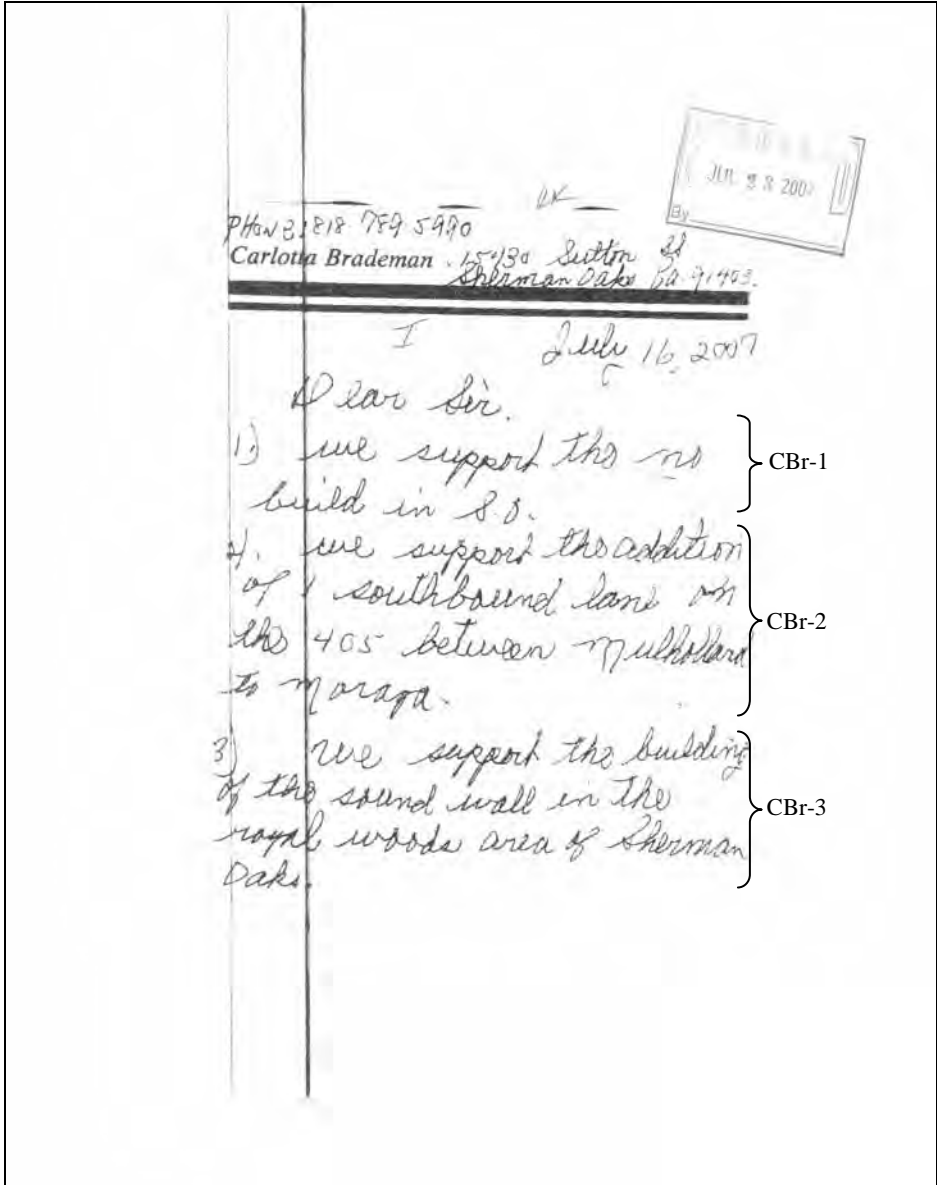 JUL 23 2007
By
PHONE 818 789 5990
Carlotta Brademan 15430 Sutton St
Sherman Oaks Ca. 91403.
I
July 16, 2007
Dear Sir.
1.) we support the no
build in S.O.
CBr-1
2). we support the addition
of 1 southbound lane on
the 405 between Mulholland
to Moraga.
CBr-2
3) We support the building
of the sound wall in the
royal woods area of Sherman
Oaks.
CBr-3